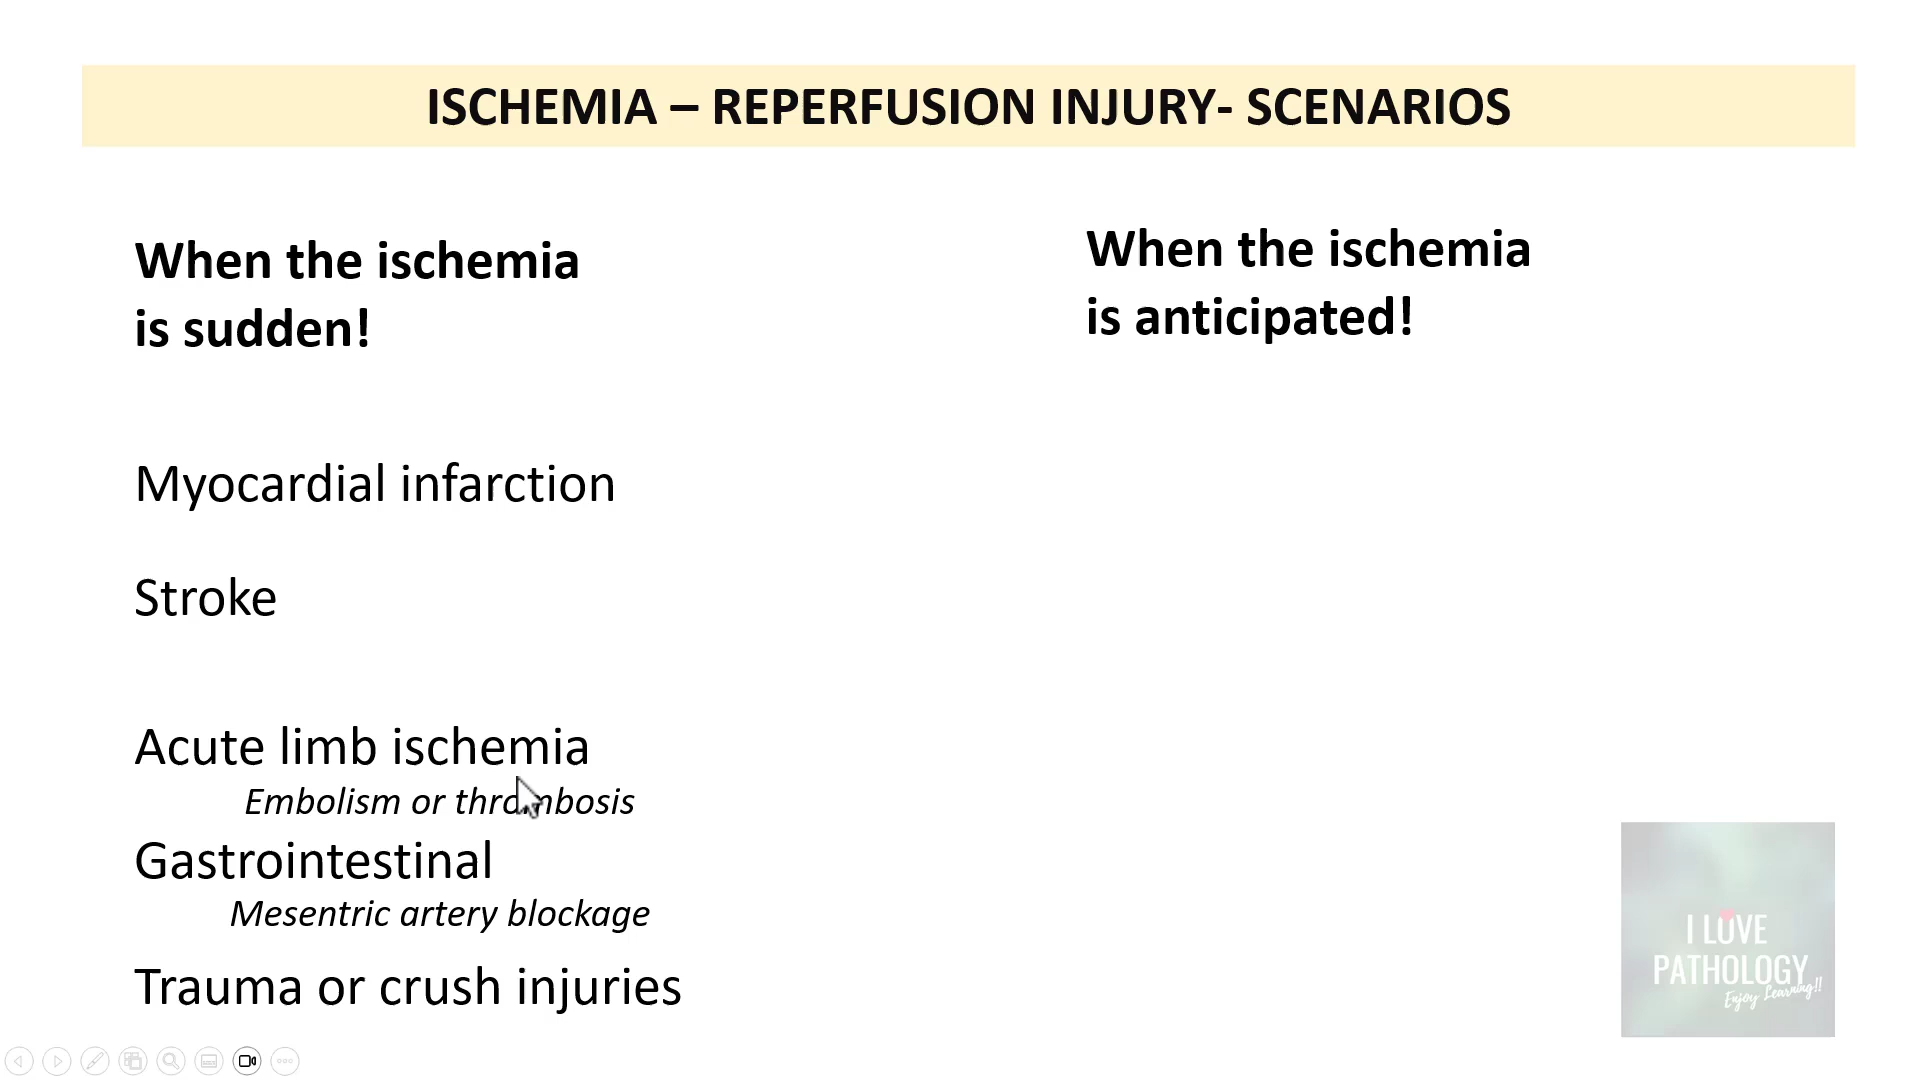 ISCHEMIA – REPERFUSION INJURY- SCENARIOS
When the ischemia
is sudden!
Myocardial infarction
Stroke
Acute limb ischemia
Embolism or thrombosis
Gastrointestinal
Mesentric artery blockage
Trauma or crush injuries
When the ischemia
is anticipated!
I LOVE
PATHOLOGY
Enjoy Learning!!